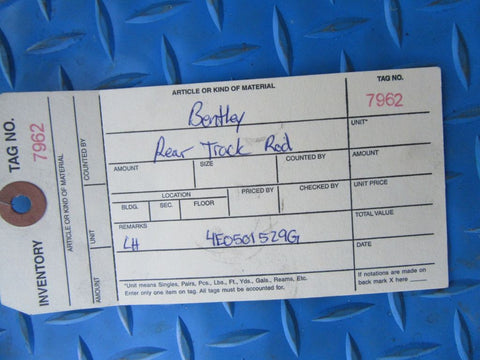 TAG NO.
7962
INVENTORY
ARTICLE OR KIND OF MATERIAL
COUNTED BY
UNIT
AMOUNT
ARTICLE OR KIND OF MATERIAL
TAG NO.
Bentley
7962
UNIT*
Rear Track Rod
AMOUNT
SIZE
COUNTED BY
AMOUNT
LOCATION
PRICED BY
CHECKED BY
UNIT PRICE
BLDG.
SEC.
FLOOR
REMARKS
TOTAL VALUE
LH 4E0501529G
DATE
*Unit means Singles, Pairs, Pcs., Lbs., Ft., Yds., Gals., Reams, Etc.
Enter only one item on tag. All tags must be accounted for.
If notations are made on
back mark X here